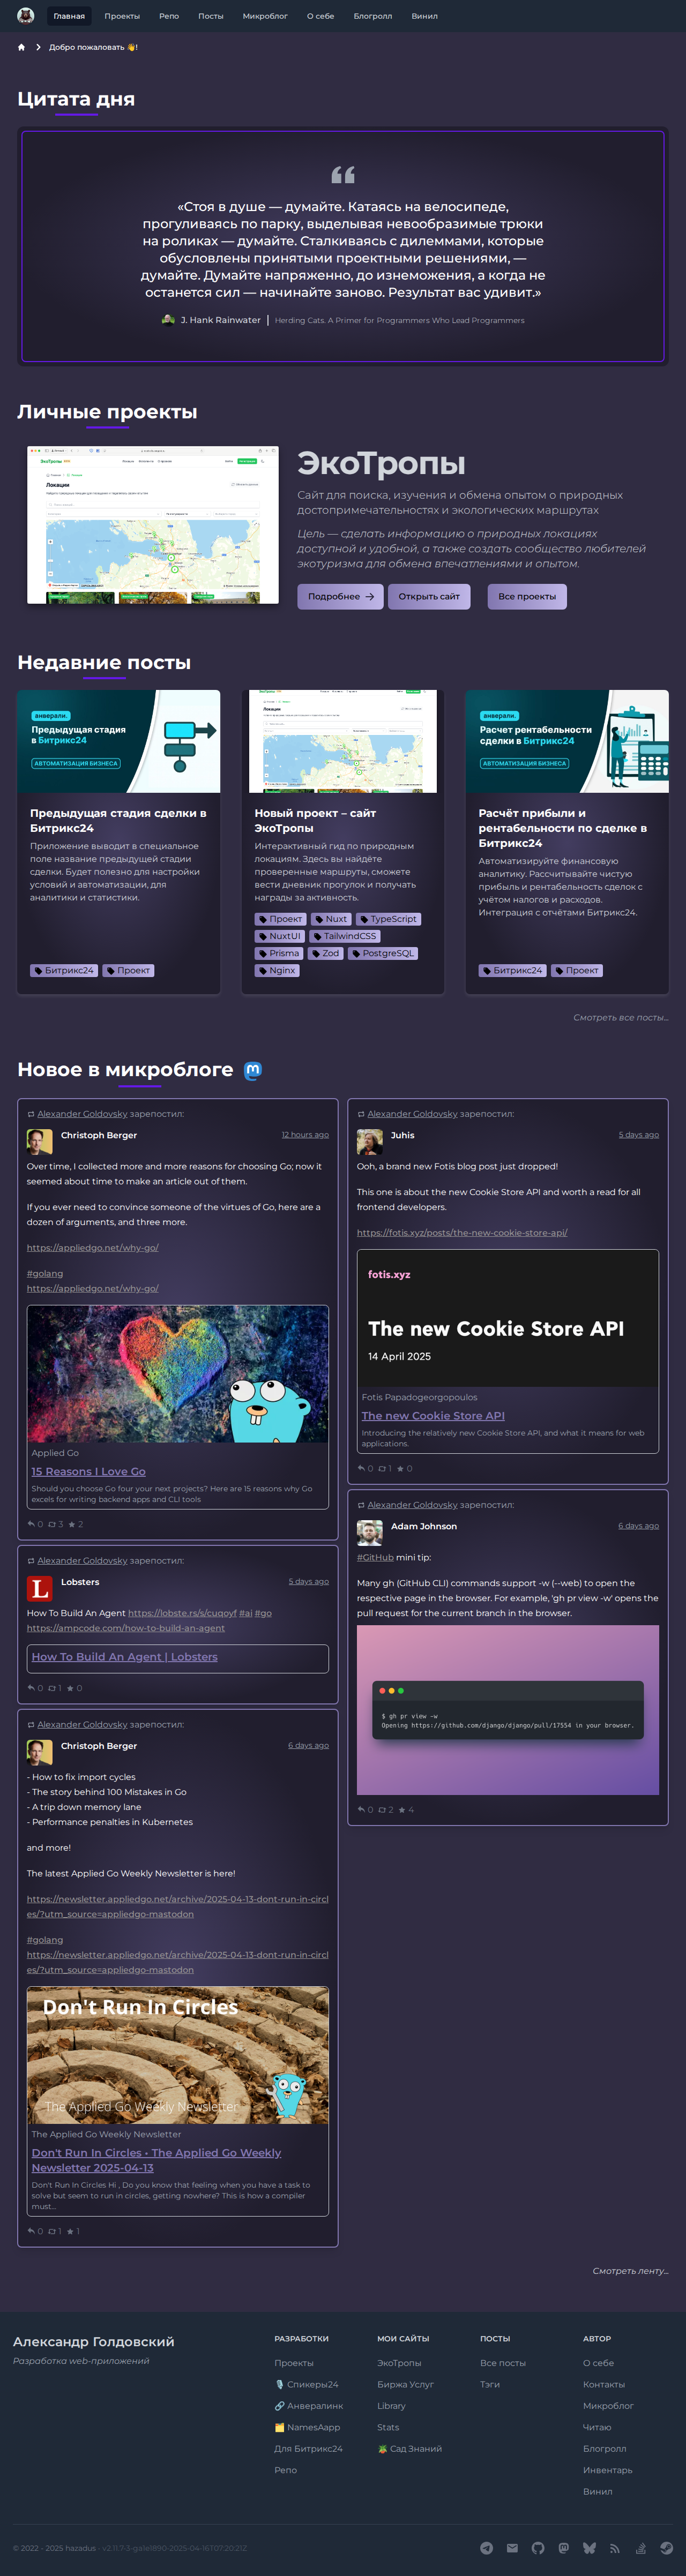 Главная Проекты Репо Посты Микроблог О себе Блогролл Винил
Добро пожаловать 👋!
Цитата дня
«Стоя в душе — думайте. Катаясь на велосипеде,
прогуливаясь по парку, выделывая невообразимые трюки
на роликах — думайте. Сталкиваясь с дилеммами, которые
обусловлены принятыми проектными решениями, —
думайте. Думайте напряженно, до изнеможения, а когда не
останется сил — начинайте заново. Результат вас удивит.»
J. Hank Rainwater Herding Cats. A Primer for Programmers Who Lead Programmers
Личные проекты
ЭкоТропы
Локации
ЭкоТропы
Сайт для поиска, изучения и обмена опытом о природных
достопримечательностях и экологических маршрутах
Цель — сделать информацию о природных локациях
доступной и удобной, а также создать сообщество любителей
экотуризма для обмена впечатлениями и опытом.
Подробнее
Открыть сайт
Все проекты
Недавние посты
анверали.
Предыдущая стадия
в Битрикс24
АВТОМАТИЗАЦИЯ БИЗНЕСА
Предыдущая стадия сделки в
Битрикс24
Приложение выводит в специальное
поле название предыдущей стадии
сделки. Будет полезно для настройки
условий и автоматизации, для
аналитики и статистики.
Битрикс24 Проект
Локации
Новый проект – сайт
ЭкоТропы
Интерактивный гид по природным
локациям. Здесь вы найдёте
проверенные маршруты, сможете
вести дневник прогулок и получать
награды за активность.
Проект Nuxt TypeScript
NuxtUI TailwindCSS
Prisma Zod PostgreSQL
Nginx
анверали.
Расчет рентабельности
сделки в Битрикс24
АВТОМАТИЗАЦИЯ БИЗНЕСА
Расчёт прибыли и
рентабельности по сделке в
Битрикс24
Автоматизируйте финансовую
аналитику. Рассчитывайте чистую
прибыль и рентабельность сделок с
учётом налогов и расходов.
Интеграция с отчётами Битрикс24.
Битрикс24 Проект
Смотреть все посты...
Новое в микроблоге
Alexander Goldovsky зарепостил:
Christoph Berger 12 hours ago
Over time, I collected more and more reasons for choosing Go; now it
seemed about time to make an article out of them.
If you ever need to convince someone of the virtues of Go, here are a
dozen of arguments, and three more.
https://appliedgo.net/why-go/
#golang
https://appliedgo.net/why-go/
Applied Go
15 Reasons I Love Go
Should you choose Go four your next projects? Here are 15 reasons why Go
excels for writing backend apps and CLI tools
0 3 2
Alexander Goldovsky зарепостил:
Lobsters 5 days ago
L
How To Build An Agent https://lobste.rs/s/cuqoyf #ai #go
https://ampcode.com/how-to-build-an-agent
How To Build An Agent | Lobsters
0 1 0
Alexander Goldovsky зарепостил:
Christoph Berger 6 days ago
- How to fix import cycles
- The story behind 100 Mistakes in Go
- A trip down memory lane
- Performance penalties in Kubernetes
and more!
The latest Applied Go Weekly Newsletter is here!
https://newsletter.appliedgo.net/archive/2025-04-13-dont-run-in-circl
es/?utm_source=appliedgo-mastodon
#golang
https://newsletter.appliedgo.net/archive/2025-04-13-dont-run-in-circl
es/?utm_source=appliedgo-mastodon
Don't Run In Circles
The Applied Go Weekly Newsletter
The Applied Go Weekly Newsletter
Don't Run In Circles • The Applied Go Weekly
Newsletter 2025-04-13
Don't Run In Circles Hi , Do you know that feeling when you have a task to
solve but seem to run in circles, getting nowhere? This is how a compiler
must...
0 1 1
Alexander Goldovsky зарепостил:
Juhis 5 days ago
Ooh, a brand new Fotis blog post just dropped!
This one is about the new Cookie Store API and worth a read for all
frontend developers.
https://fotis.xyz/posts/the-new-cookie-store-api/
fotis.xyz
The new Cookie Store API
14 April 2025
Fotis Papadogeorgopoulos
The new Cookie Store API
Introducing the relatively new Cookie Store API, and what it means for web
applications.
0 1 0
Alexander Goldovsky зарепостил:
Adam Johnson 6 days ago
#GitHub mini tip:
Many gh (GitHub CLI) commands support -w (--web) to open the
respective page in the browser. For example, 'gh pr view -w' opens the
pull request for the current branch in the browser.
$ gh pr view -w
Opening https://github.com/django/django/pull/17554 in your browser.
0 2 4
Смотреть ленту...
Александр Голдовский
Разработка web-приложений
РАЗРАБОТКИ
Проекты
🎙️ Спикеры24
🔗 Анвералинк
🗂️ NamesAapp
Для Битрикс24
Репо
МОИ САЙТЫ
ЭкоТропы
Биржа Услуг
Library
Stats
🪴 Сад Знаний
ПОСТЫ
Все посты
Тэги
АВТОР
О себе
Контакты
Микроблог
Читаю
Блогролл
Инвентарь
Винил
© 2022 - 2025 hazadus